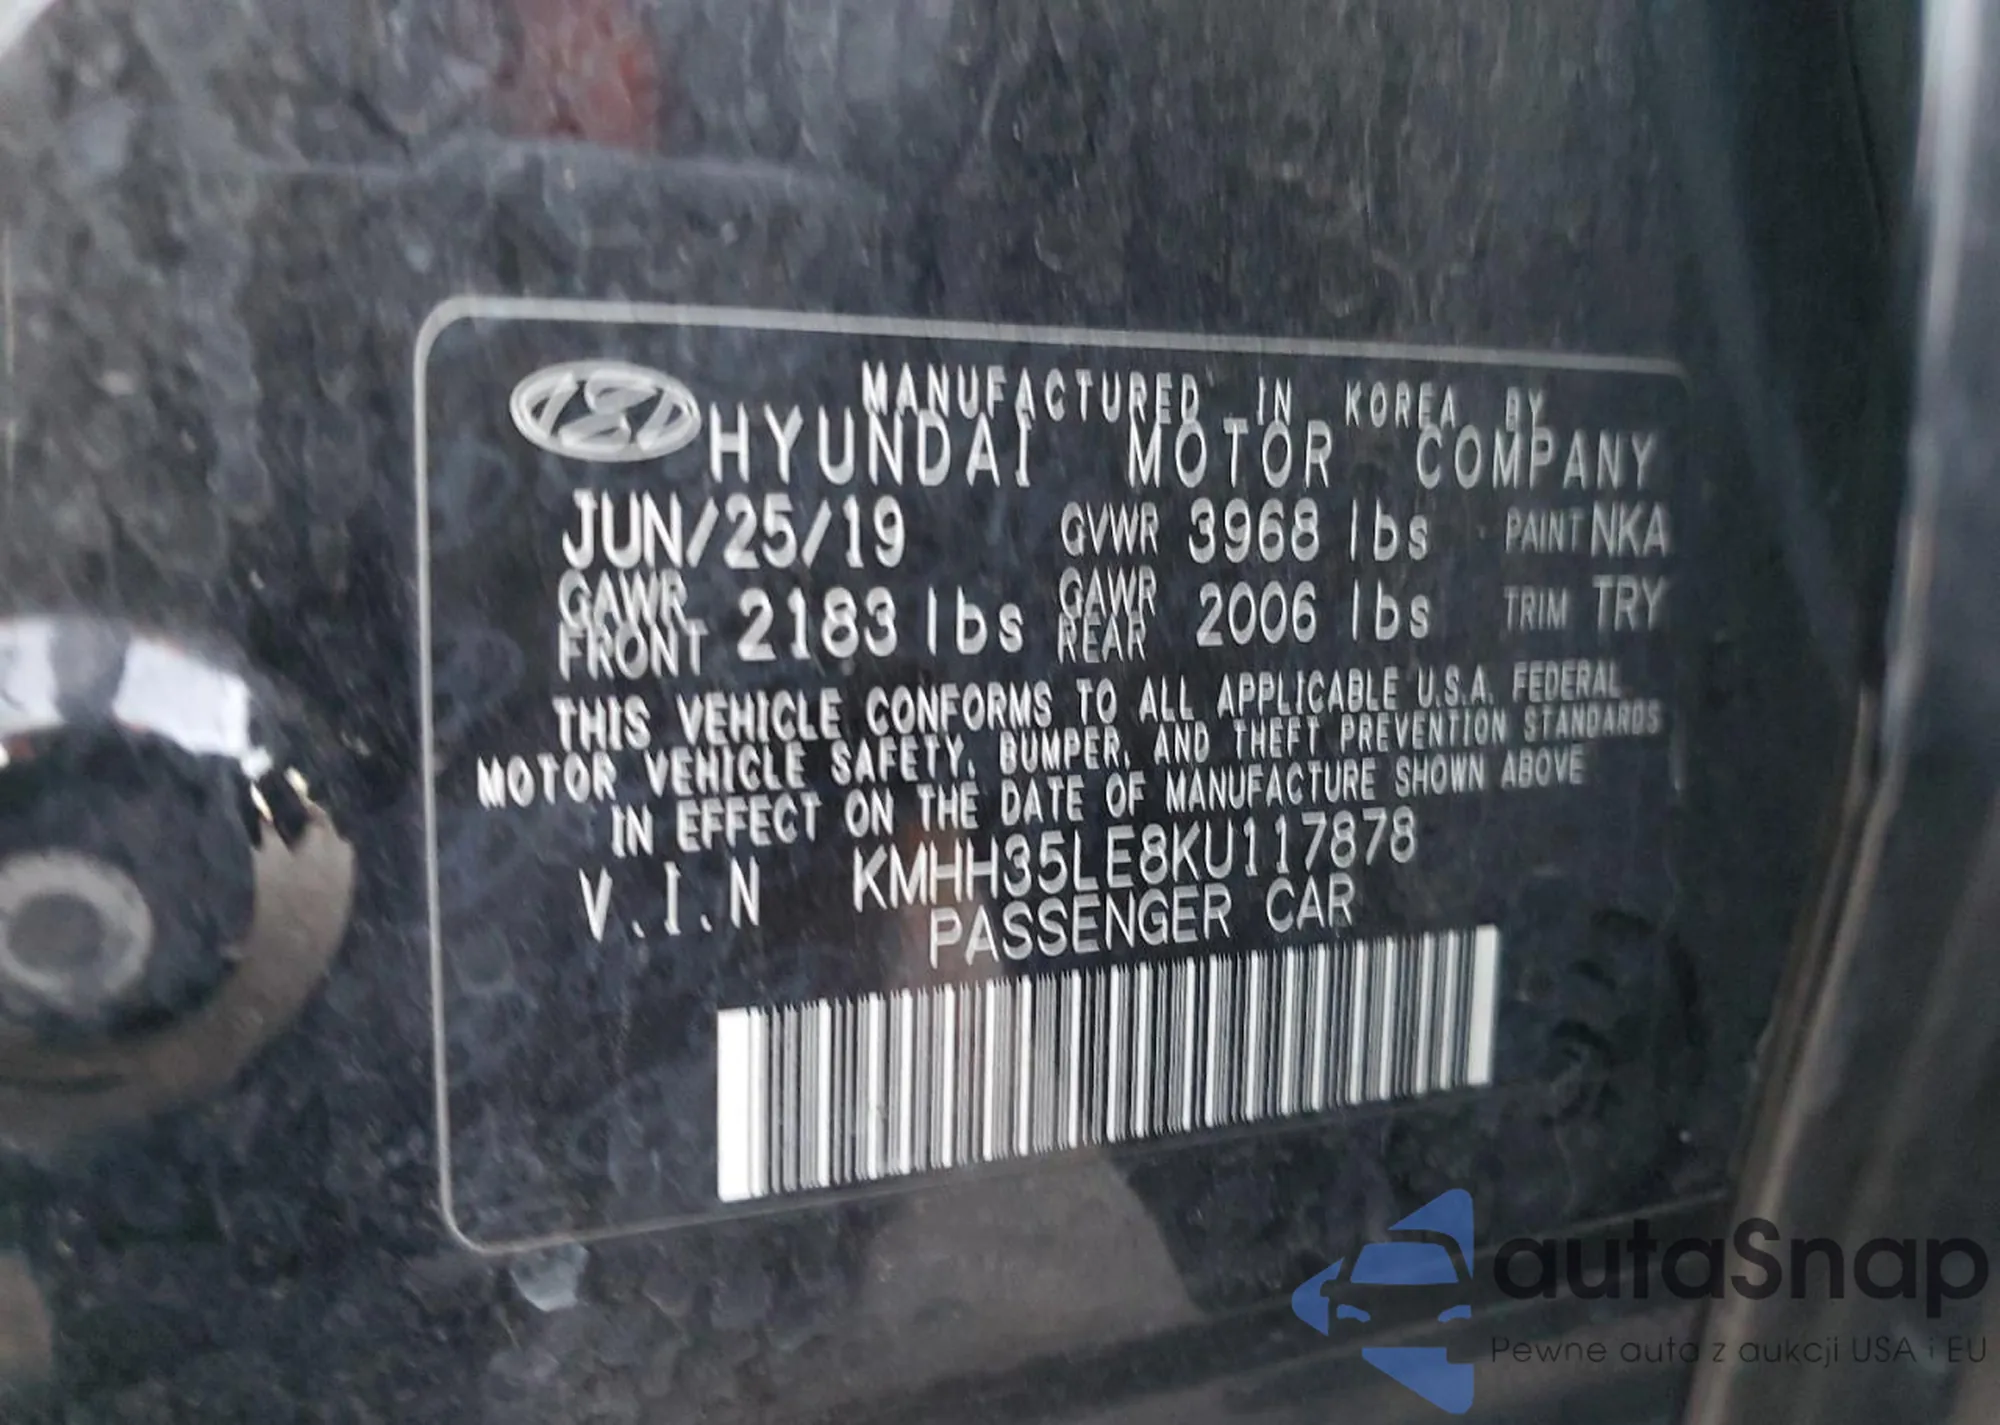 MANUFACTURED IN KOREA BY
HYUNDAI MOTOR COMPANY
JUN/25/19 GVWR 3968 lbs PAINT NKA
GAWR FRONT 2183 lbs GAWR REAR 2006 lbs TRIM TRY
THIS VEHICLE CONFORMS TO ALL APPLICABLE U.S.A. FEDERAL
MOTOR VEHICLE SAFETY, BUMPER, AND THEFT PREVENTION STANDARDS
IN EFFECT ON THE DATE OF MANUFACTURE SHOWN ABOVE
V.I.N KMHH35LE8KU117878
PASSENGER CAR
autaSnap
Pewne auta z aukcji USA i EU